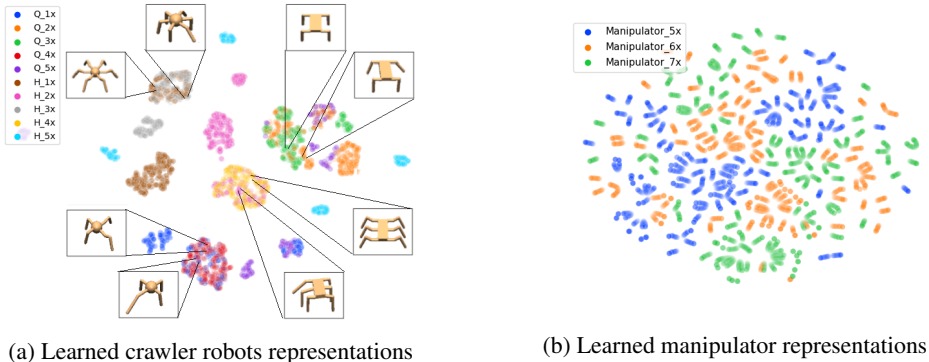 Q_1x
Q_2x
Q_3x
Q_4x
Q_5x
H_1x
H_2x
H_3x
H_4x
H_5x
(a) Learned crawler robots representations
Manipulator_5x
Manipulator_6x
Manipulator_7x
(b) Learned manipulator representations